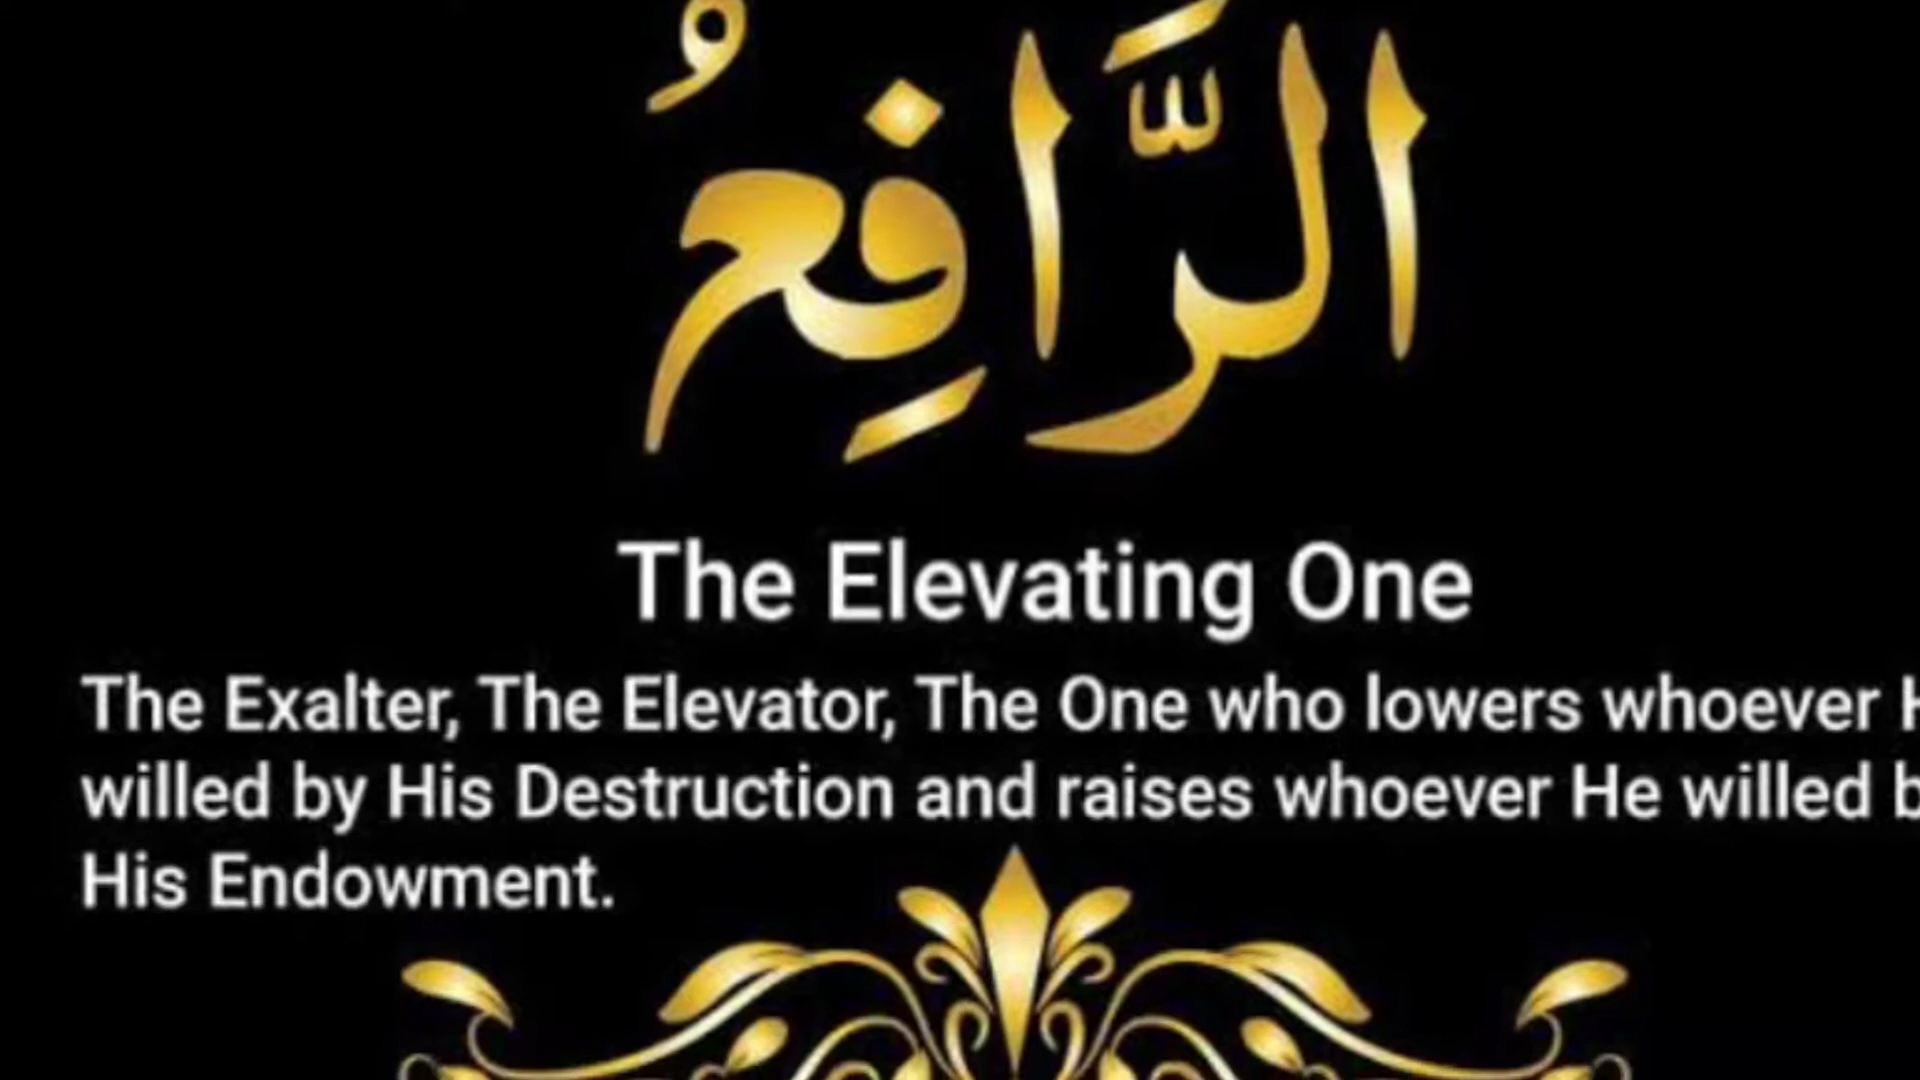 الرَّافِعُ
The Elevating One
The Exalter, The Elevator, The One who lowers whoever
willed by His Destruction and raises whoever He willed
His Endowment.